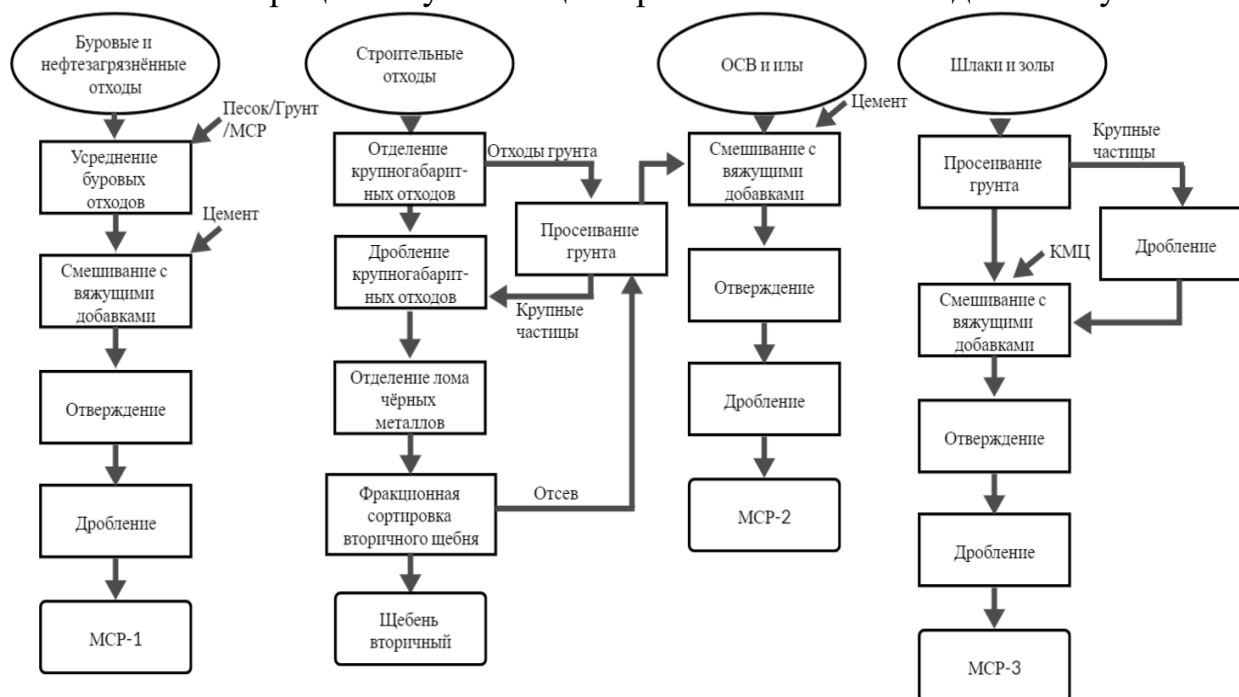 Буровые и
нефтезагрязнённые
отходы
Песок/Грунт
/МСР
Усреднение
буровых
отходов
Цемент
Смешивание с
вяжущими
добавками
Отверждение
Дробление
МСР-1
Строительные
отходы
Отделение
крупногабарит-
ных отходов
Отходы грунта
Просеивание
грунта
Дробление
крупногабарит-
ных отходов
Крупные
частицы
Отделение лома
чёрных
металлов
Фракционная
сортировка
вторичного щебня
Отсев
Щебень
вторичный
ОСВ и илы
Цемент
Смешивание с
вяжущими
добавками
Отверждение
Дробление
МСР-2
Шлаки и золы
Просеивание
грунта
Крупные
частицы
Дробление
КМЦ
Смешивание с
вяжущими
добавками
Отверждение
Дробление
МСР-3